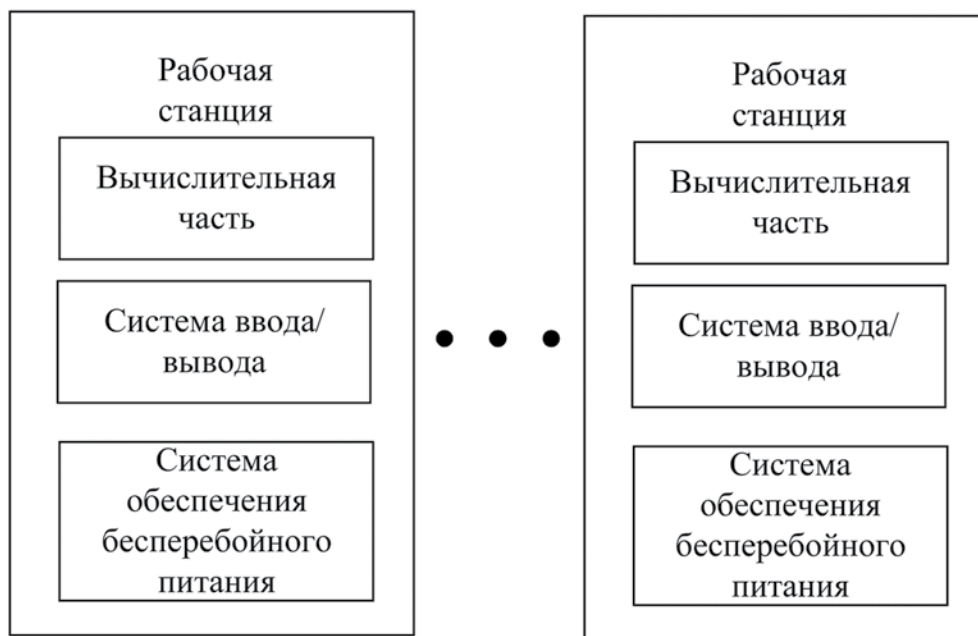 Рабочая
станция
Вычислительная
часть
Система ввода/
вывода
Система
обеспечения
бесперебойного
питания
Рабочая
станция
Вычислительная
часть
Система ввода/
вывода
Система
обеспечения
бесперебойного
питания